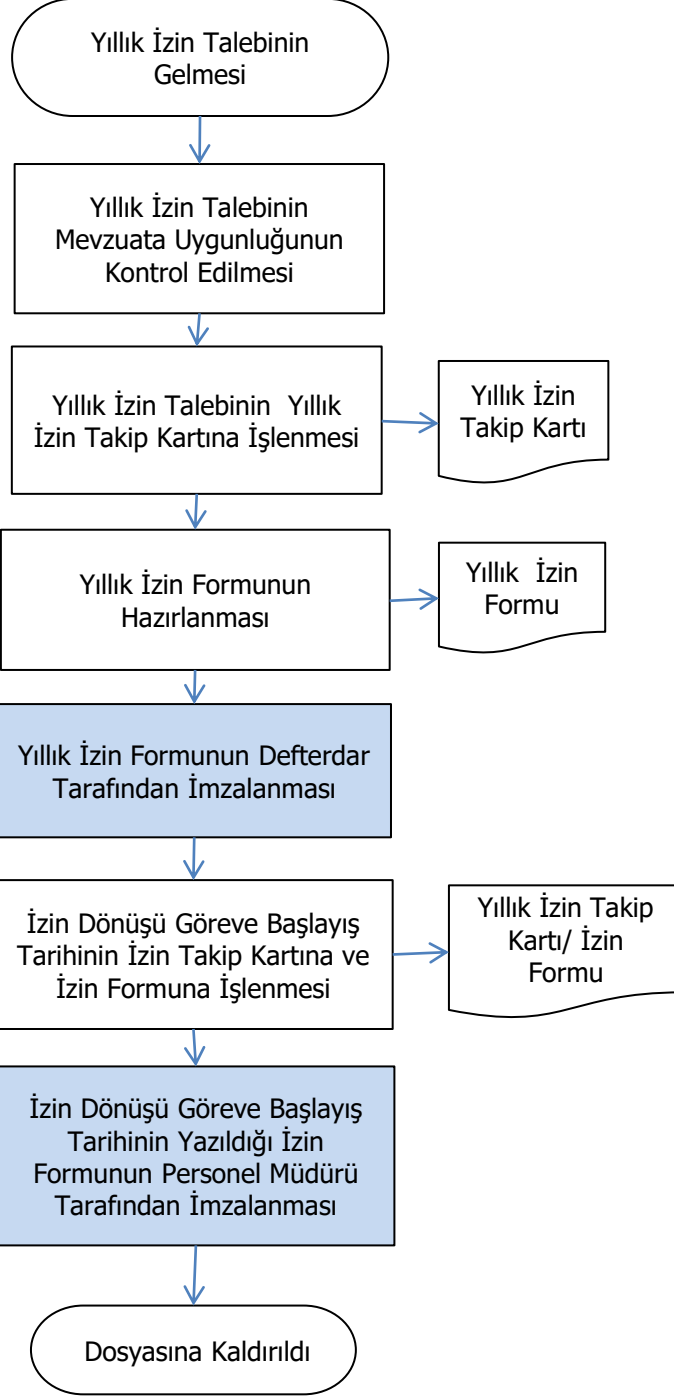 Yıllık İzin Talebinin
Gelmesi
Yıllık İzin Talebinin
Mevzuata Uygunluğunun
Kontrol Edilmesi
Yıllık İzin Talebinin  Yıllık
İzin Takip Kartına İşlenmesi
Yıllık İzin
Takip Kartı
Yıllık İzin Formunun
Hazırlanması
Yıllık  İzin
Formu
Yıllık İzin Formunun Defterdar
Tarafından İmzalanması
İzin Dönüşü Göreve Başlayış
Tarihinin İzin Takip Kartına ve
İzin Formuna İşlenmesi
Yıllık İzin Takip
Kartı/ İzin
Formu
İzin Dönüşü Göreve Başlayış
Tarihinin Yazıldığı İzin
Formunun Personel Müdürü
Tarafından İmzalanması
Dosyasına Kaldırıldı